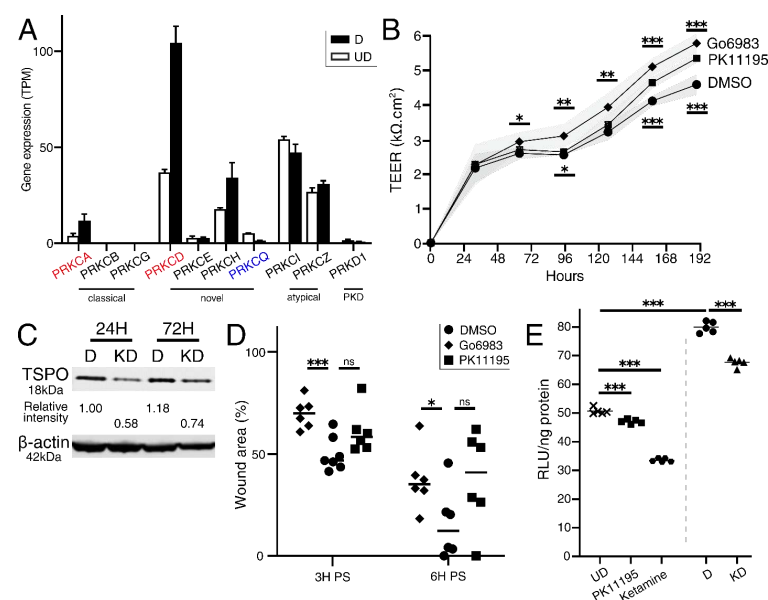 A
D
UD
Gene expression (TPM)
100
50
0
PRKCA
PRKCB
PRKCG
PRKCD
PRKCE
PRKCH
PRKCQ
PRKCI
PRKCZ
PRKD1
classical
novel
atypical
PKD
B
TEER (kΩ.cm²)
6
5
4
3
2
1
0
0 24 48 72 96 120 144 168 192
Hours
*
**
**
***
***
*
***
***
Go6983
PK11195
DMSO
C
24H 72H
D KD D KD
TSPO
18kDa
Relative
intensity
1.00 0.58 1.18 0.74
β-actin
42kDa
D
DMSO
Go6983
PK11195
Wound area (%)
100
50
0
*** ns
* ns
3H PS 6H PS
E
RLU/ng protein
80
70
60
50
40
30
20
10
0
*** ***
***
***
UD
PK11195
Ketamine
D
KD